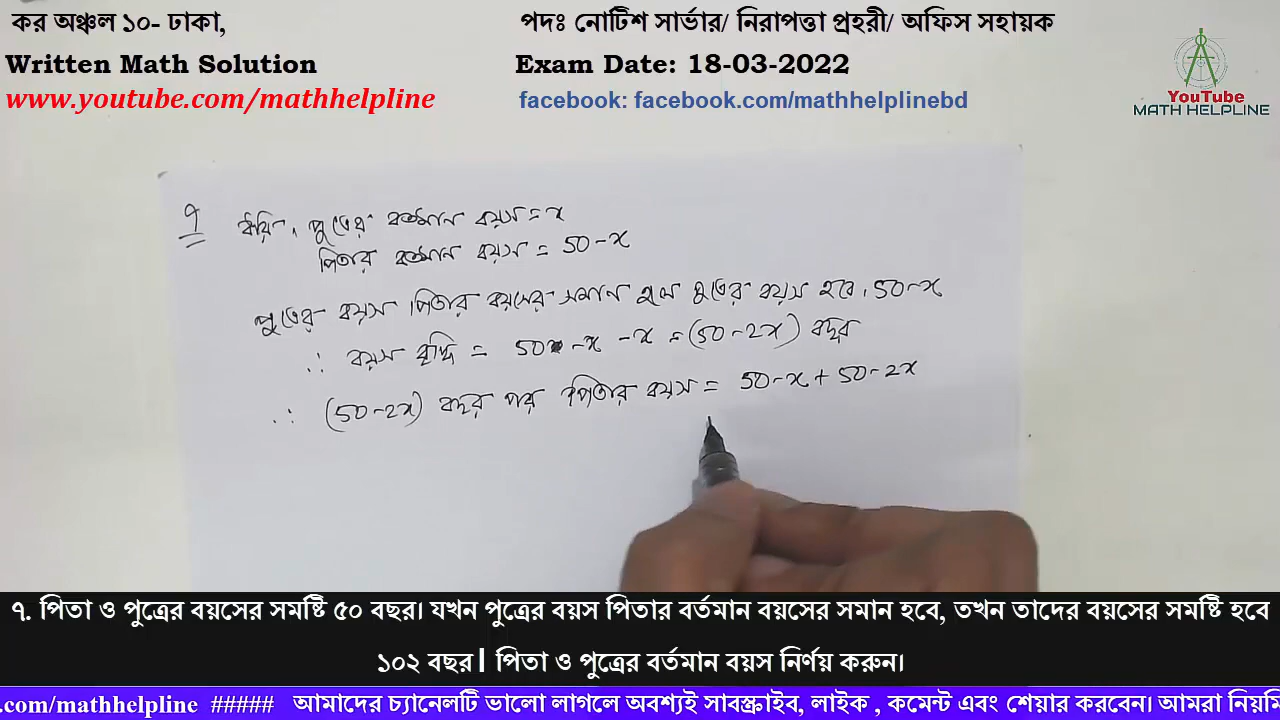 কর অঞ্চল ১০- ঢাকা,
পদঃ নোটিশ সার্ভার/ নিরাপত্তা প্রহরী/ অফিস সহায়ক
Written Math Solution
Exam Date: 18-03-2022
www.youtube.com/mathhelpline
facebook: facebook.com/mathhelplinebd
YouTube
MATH HELPLINE
৭
ধরি, পুত্রের বর্তমান বয়স = x
পিতার বর্তমান বয়স = 50-x
পুত্রের বয়স পিতার বয়সের সমান হলে পুত্রের বয়স হবে, 50-x
∴ বয়স বৃদ্ধি = 50-x-x = (50-2x) বছর
∴ (50-2x) বছর পর পিতার বয়স = 50-x+50-2x
৭. পিতা ও পুত্রের বয়সের সমষ্টি ৫০ বছর। যখন পুত্রের বয়স পিতার বর্তমান বয়সের সমান হবে, তখন তাদের বয়সের সমষ্টি হবে
১০২ বছর। পিতা ও পুত্রের বর্তমান বয়স নির্ণয় করুন।
.com/mathhelpline ##### আমাদের চ্যানেলটি ভালো লাগলে অবশ্যই সাবস্ক্রাইব, লাইক , কমেন্ট এবং শেয়ার করবেন। আমরা নিয়মি